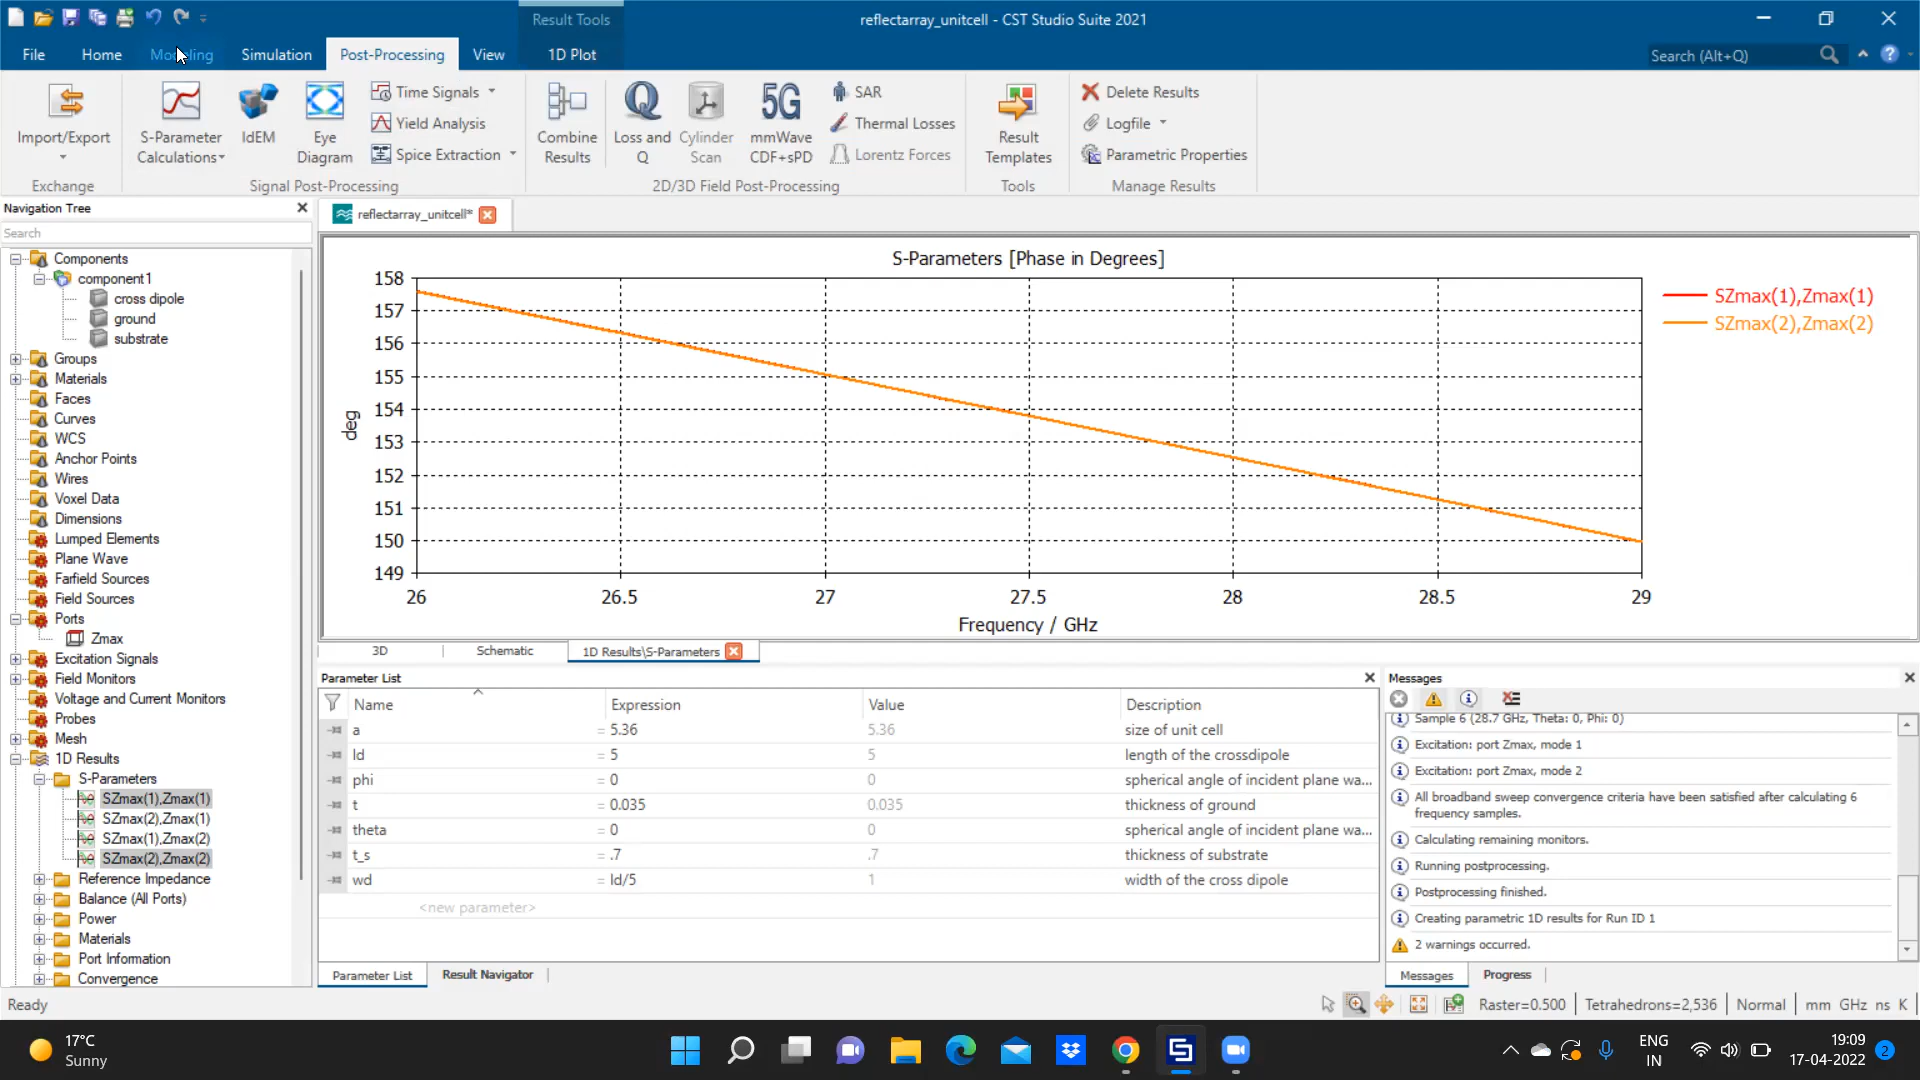 Result Tools
reflectarray_unitcell - CST Studio Suite 2021
File Home Modeling Simulation Post-Processing View 1D Plot
Search (Alt+Q)
Import/Export
Exchange
S-Parameter Calculations
IdEM
Eye Diagram
Time Signals
Yield Analysis
Spice Extraction
Signal Post-Processing
Combine Results
Loss and Q
Cylinder Scan
5G
mmWave CDF+sPD
SAR
Thermal Losses
Lorentz Forces
2D/3D Field Post-Processing
Result Templates
Tools
Delete Results
Logfile
Parametric Properties
Manage Results
Navigation Tree
Search
Components
component1
cross dipole
ground
substrate
Groups
Materials
Faces
Curves
WCS
Anchor Points
Wires
Voxel Data
Dimensions
Lumped Elements
Plane Wave
Farfield Sources
Field Sources
Ports
Zmax
Excitation Signals
Field Monitors
Voltage and Current Monitors
Probes
Mesh
1D Results
S-Parameters
SZmax(1),Zmax(1)
SZmax(2),Zmax(1)
SZmax(1),Zmax(2)
SZmax(2),Zmax(2)
Reference Impedance
Balance (All Ports)
Power
Materials
Port Information
Convergence
reflectarray_unitcell*
S-Parameters [Phase in Degrees]
158
157
156
155
154
153
152
151
150
149
deg
26 26.5 27 27.5 28 28.5 29
Frequency / GHz
SZmax(1),Zmax(1)
SZmax(2),Zmax(2)
3D Schematic 1D Results\S-Parameters
Parameter List
Name Expression Value Description
a = 5.36 5.36 size of unit cell
ld = 5 5 length of the crossdipole
phi = 0 0 spherical angle of incident plane wa...
t = 0.035 0.035 thickness of ground
theta = 0 0 spherical angle of incident plane wa...
t_s = .7 .7 thickness of substrate
wd = ld/5 1 width of the cross dipole
<new parameter>
Parameter List Result Navigator
Messages
Sample 6 (28.7 GHz, Theta: 0, Phi: 0)
Excitation: port Zmax, mode 1
Excitation: port Zmax, mode 2
All broadband sweep convergence criteria have been satisfied after calculating 6
frequency samples.
Calculating remaining monitors.
Running postprocessing.
Postprocessing finished.
Creating parametric 1D results for Run ID 1
2 warnings occurred.
Messages Progress
Ready
Raster=0.500 Tetrahedrons=2,536 Normal mm GHz ns K
17°C
Sunny
ENG
IN
19:09
17-04-2022
2